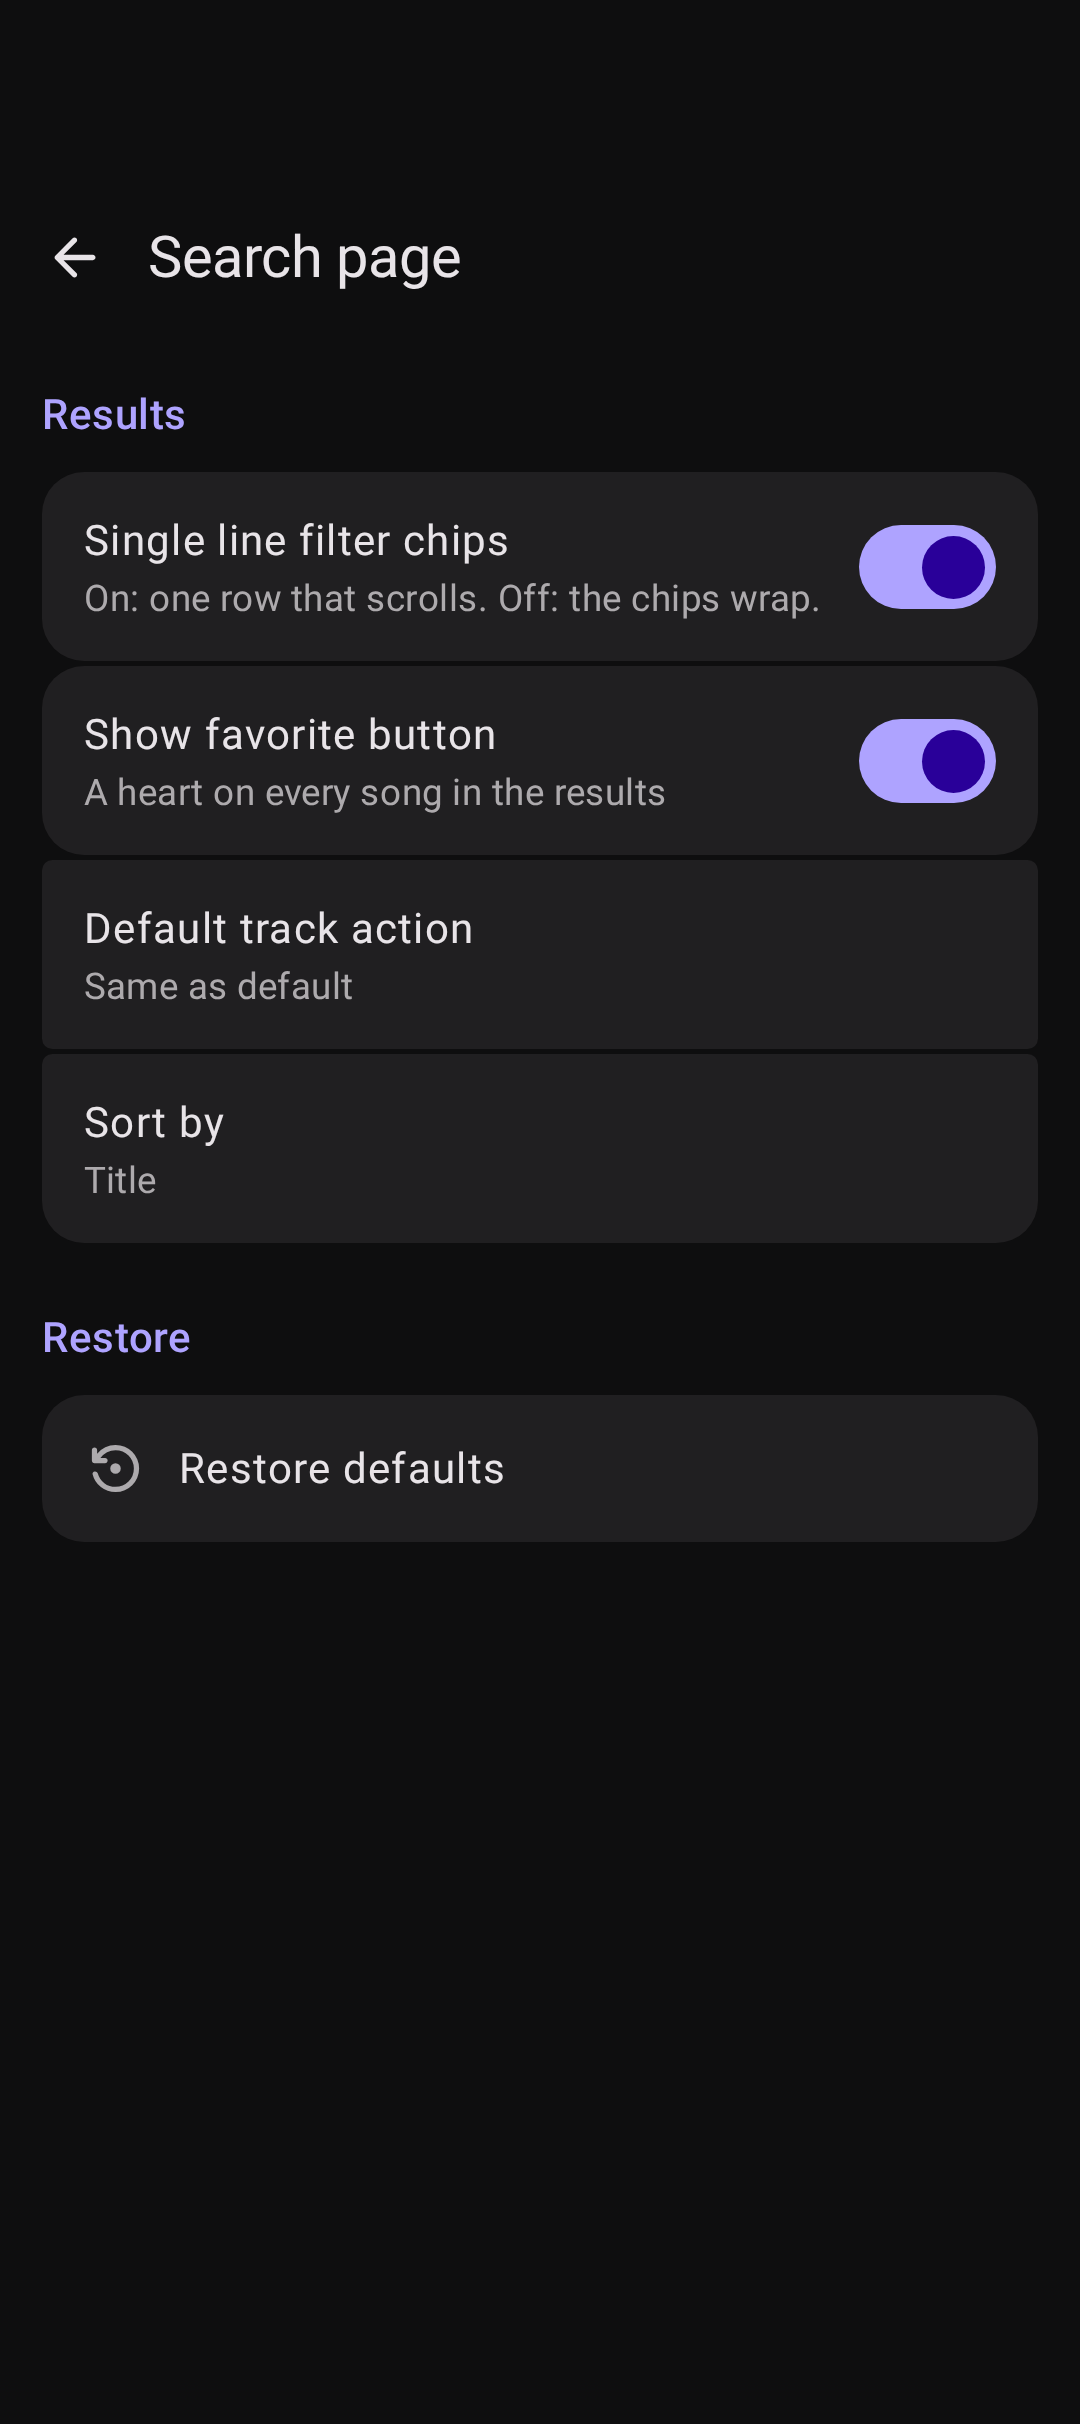 Search page
Results
Single line filter chips
On: one row that scrolls. Off: the chips wrap.
Show favorite button
A heart on every song in the results
Default track action
Same as default
Sort by
Title
Restore
Restore defaults